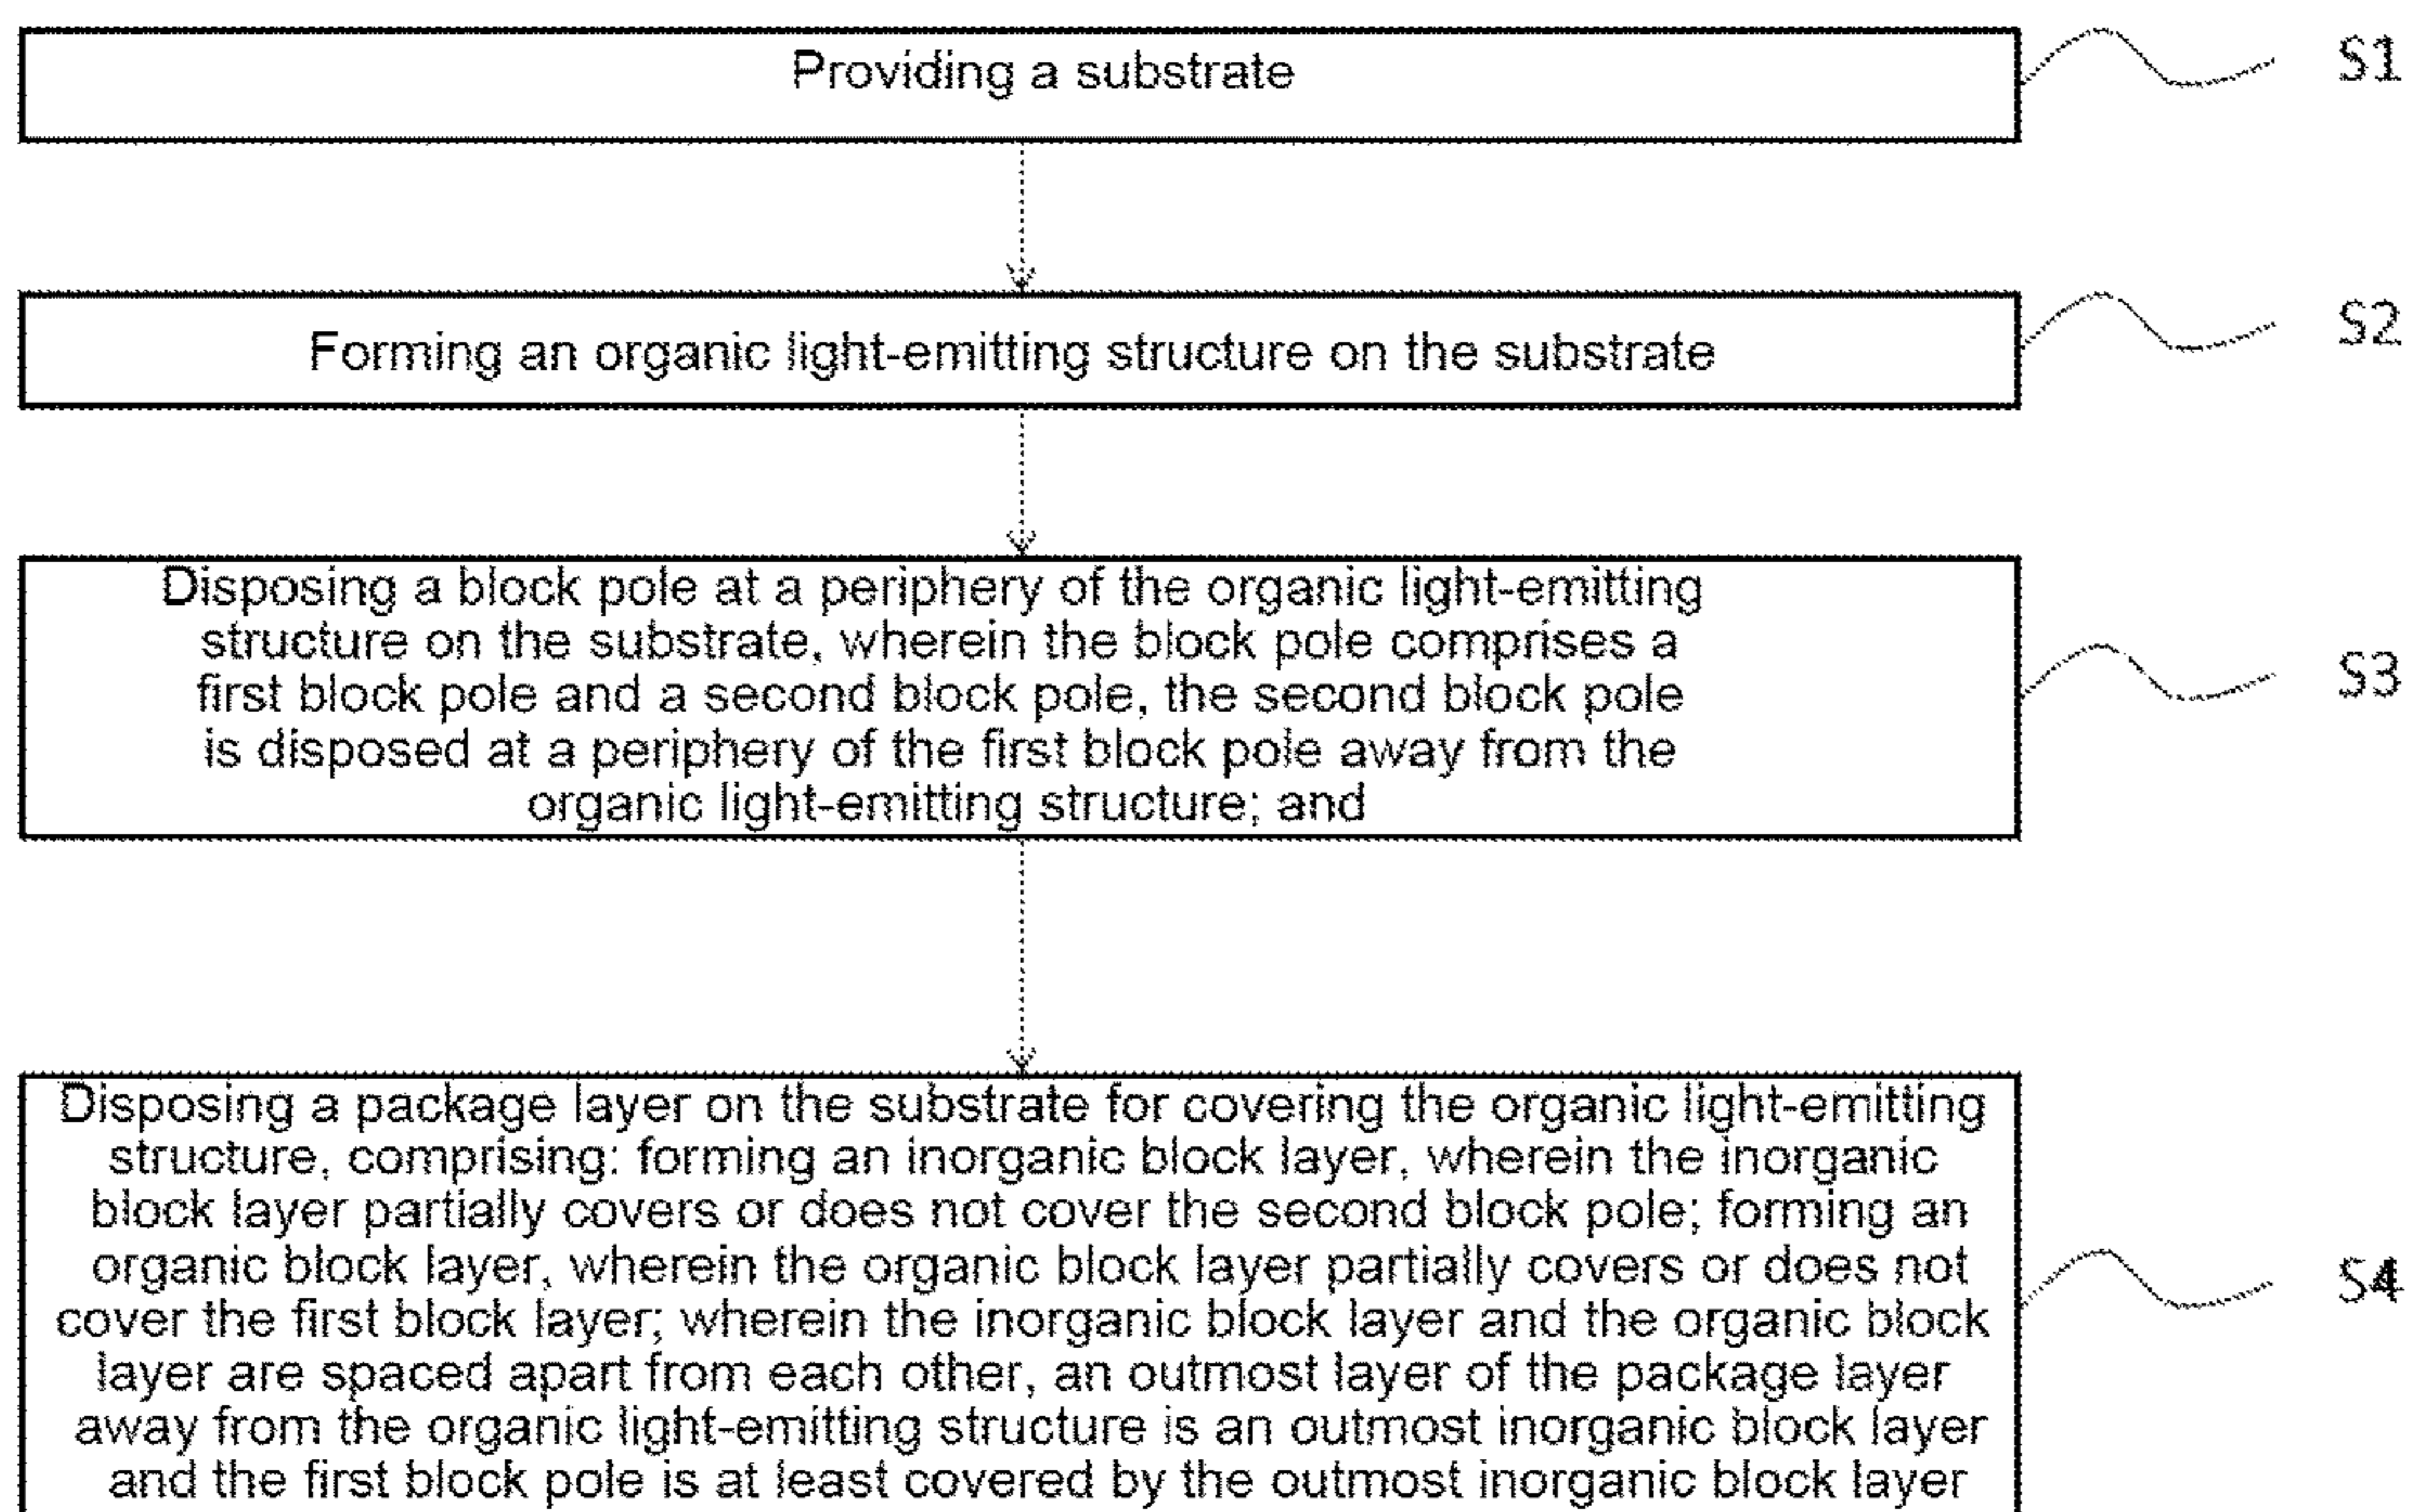 Providing a substrate
S1
Forming an organic light-emitting structure on the substrate
S2
Disposing a block pole at a periphery of the organic light-emitting
structure on the substrate, wherein the block pole comprises a
first block pole and a second block pole, the second block pole
is disposed at a periphery of the first block pole away from the
organic light-emitting structure; and
S3
Disposing a package layer on the substrate for covering the organic light-emitting
structure, comprising: forming an inorganic block layer, wherein the inorganic
block layer partially covers or does not cover the second block pole; forming an
organic block layer, wherein the organic block layer partially covers or does not
cover the first block layer; wherein the inorganic block layer and the organic block
layer are spaced apart from each other, an outmost layer of the package layer
away from the organic light-emitting structure is an outmost inorganic block layer
and the first block pole is at least covered by the outmost inorganic block layer
S4